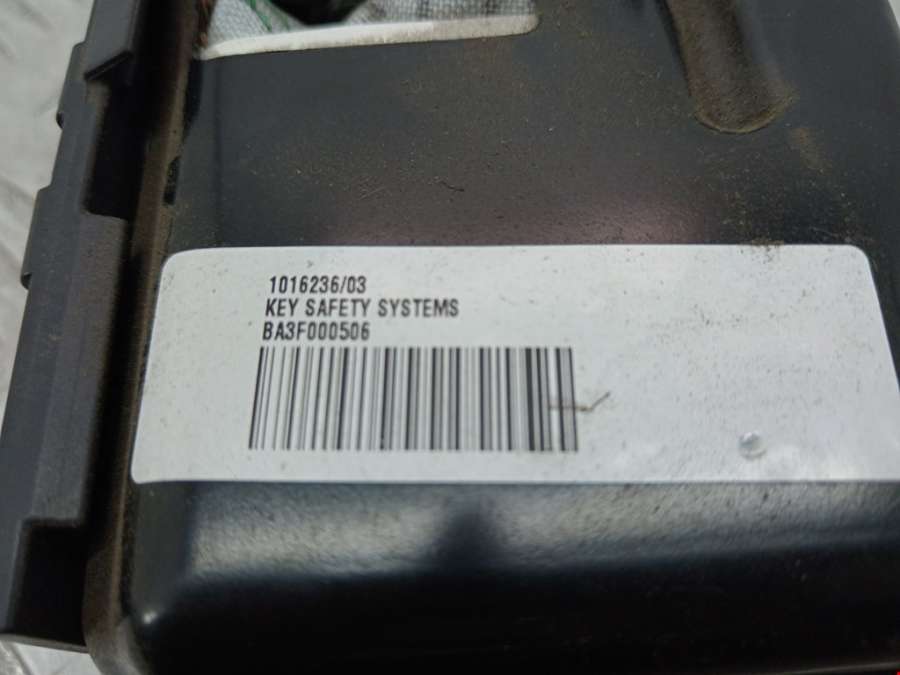 1016236/03
KEY SAFETY SYSTEMS
BA3F000506